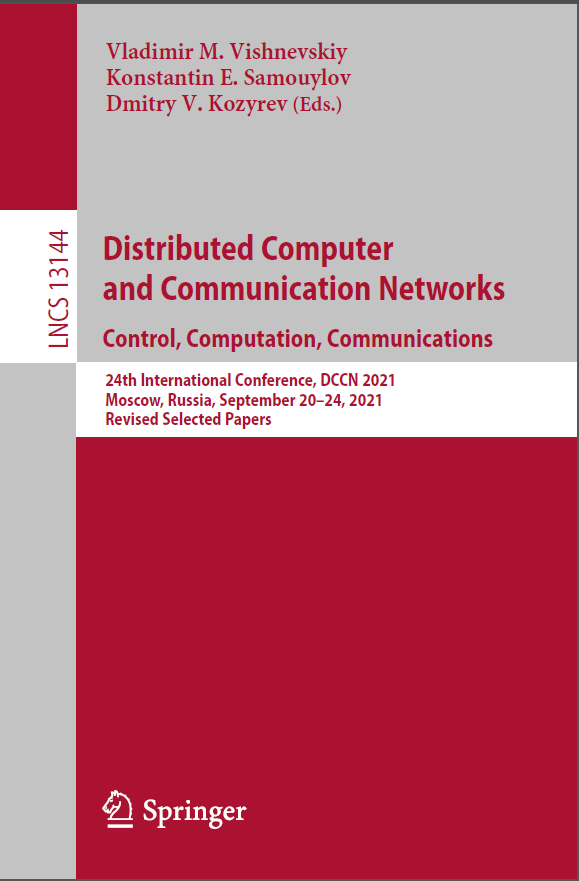 Vladimir M. Vishnevskiy
Konstantin E. Samouylov
Dmitry V. Kozyrev (Eds.)
LNCS 13144
Distributed Computer
and Communication Networks
Control, Computation, Communications
24th International Conference, DCCN 2021
Moscow, Russia, September 20–24, 2021
Revised Selected Papers
Springer